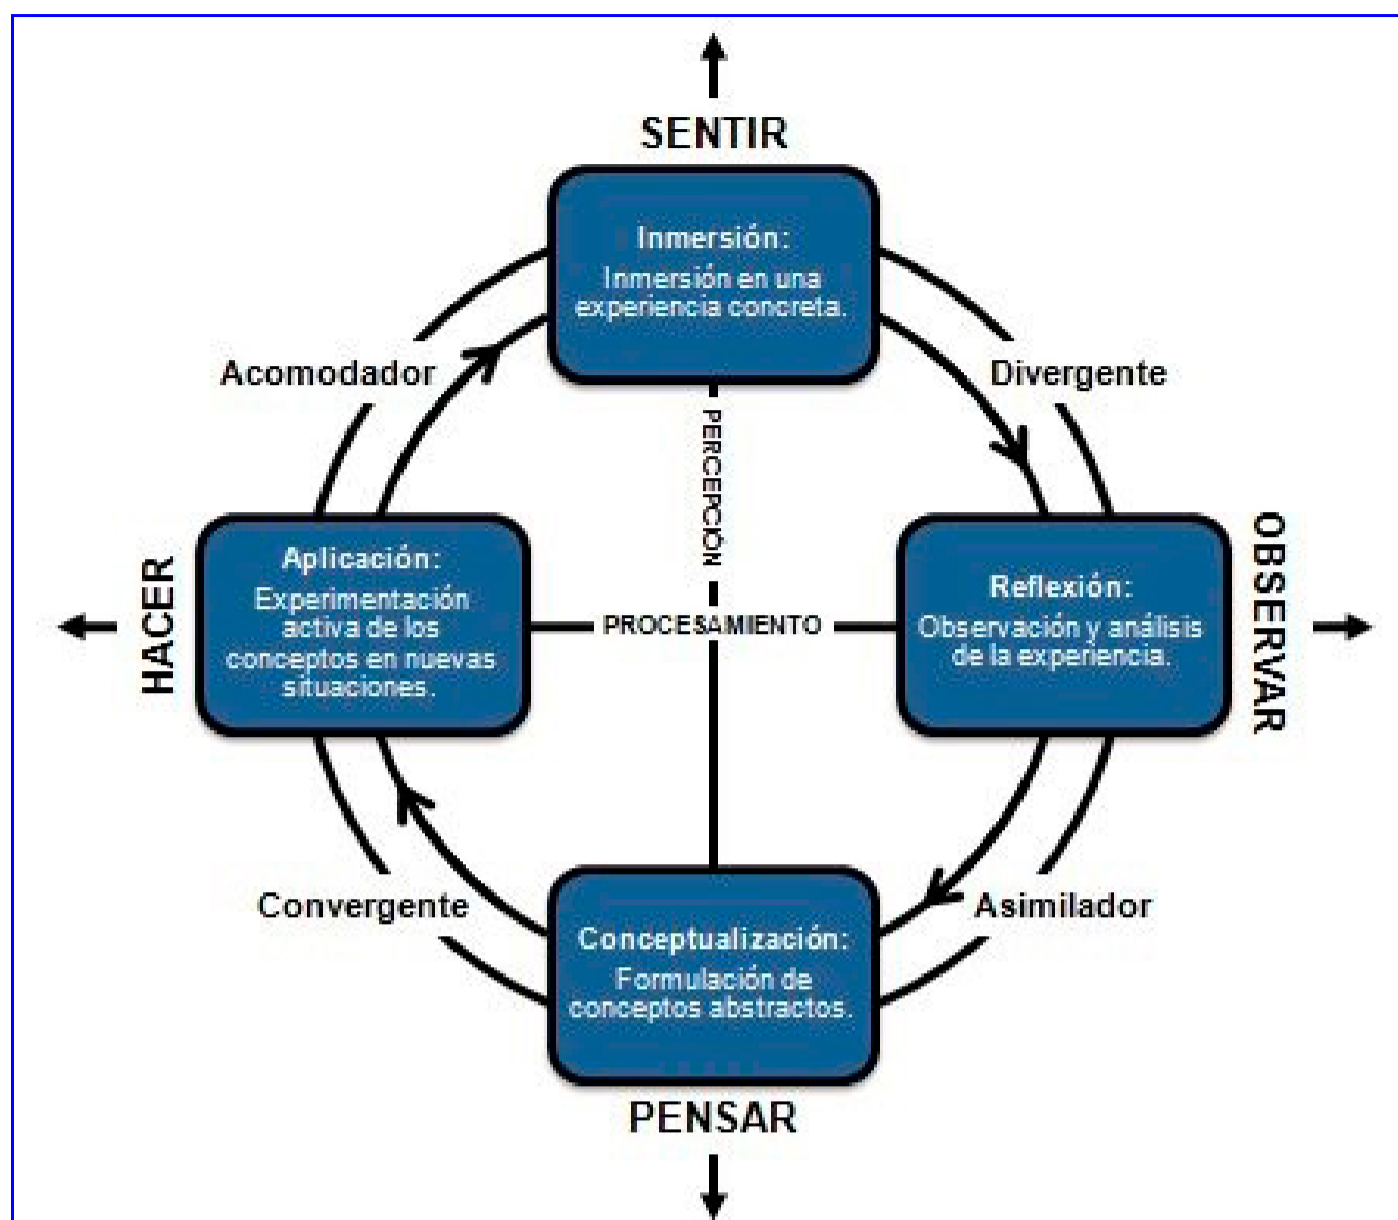 SENTIR
Inmersión:
Inmersión en una
experiencia concreta.
Acomodador
Divergente
PERCEPCIÓN
HACER
Aplicación:
Experimentación
activa de los
conceptos en nuevas
situaciones.
PROCESAMIENTO
Reflexión:
Observación y análisis
de la experiencia.
OBSERVAR
Convergente
Asimilador
Conceptualización:
Formulación de
conceptos abstractos.
PENSAR